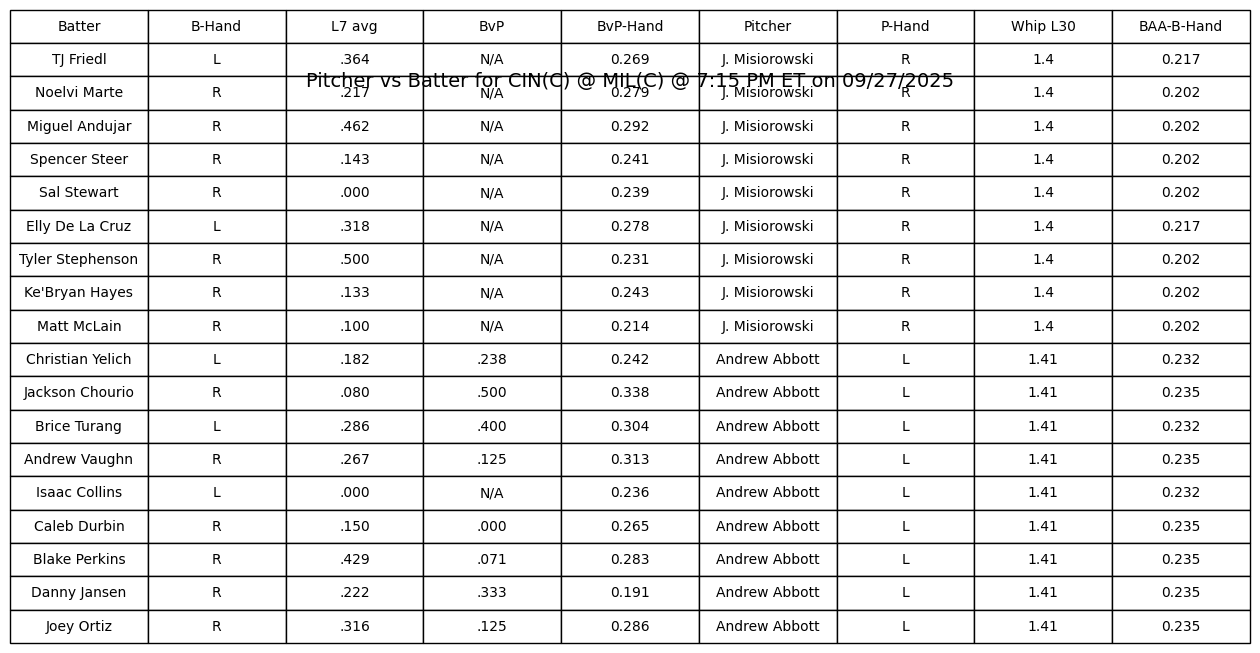 Batter B-Hand L7 avg BvP BvP-Hand Pitcher P-Hand Whip L30 BAA-B-Hand
TJ Friedl L .364 N/A 0.269 J. Misiorowski R 1.4 0.217
Pitcher vs Batter for CIN(C) @ MIL(C) @ 7:15 PM ET on 09/27/2025
Noelvi Marte R .217 N/A 0.279 J. Misiorowski R 1.4 0.202
Miguel Andujar R .462 N/A 0.292 J. Misiorowski R 1.4 0.202
Spencer Steer R .143 N/A 0.241 J. Misiorowski R 1.4 0.202
Sal Stewart R .000 N/A 0.239 J. Misiorowski R 1.4 0.202
Elly De La Cruz L .318 N/A 0.278 J. Misiorowski R 1.4 0.217
Tyler Stephenson R .500 N/A 0.231 J. Misiorowski R 1.4 0.202
Ke'Bryan Hayes R .133 N/A 0.243 J. Misiorowski R 1.4 0.202
Matt McLain R .100 N/A 0.214 J. Misiorowski R 1.4 0.202
Christian Yelich L .182 .238 0.242 Andrew Abbott L 1.41 0.232
Jackson Chourio R .080 .500 0.338 Andrew Abbott L 1.41 0.235
Brice Turang L .286 .400 0.304 Andrew Abbott L 1.41 0.232
Andrew Vaughn R .267 .125 0.313 Andrew Abbott L 1.41 0.235
Isaac Collins L .000 N/A 0.236 Andrew Abbott L 1.41 0.232
Caleb Durbin R .150 .000 0.265 Andrew Abbott L 1.41 0.235
Blake Perkins R .429 .071 0.283 Andrew Abbott L 1.41 0.235
Danny Jansen R .222 .333 0.191 Andrew Abbott L 1.41 0.235
Joey Ortiz R .316 .125 0.286 Andrew Abbott L 1.41 0.235